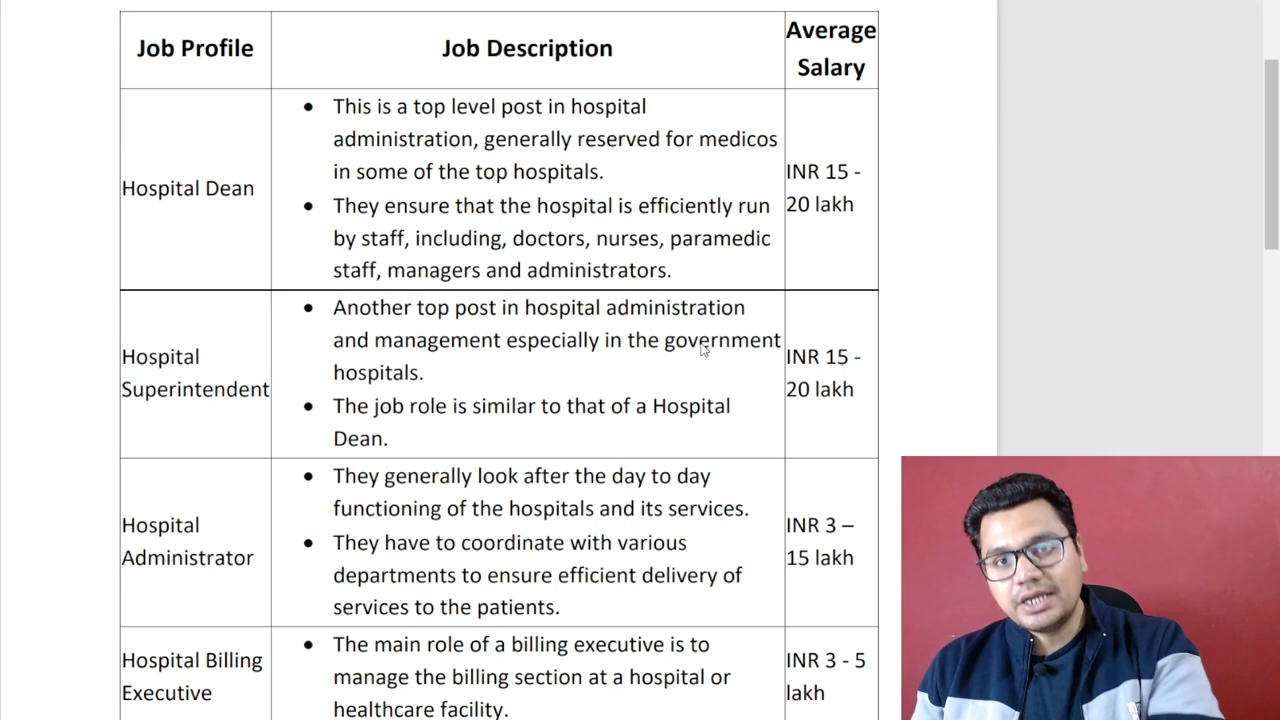 Job Profile
Job Description
Average
Salary
Hospital Dean
• This is a top level post in hospital
administration, generally reserved for medicos
in some of the top hospitals.
• They ensure that the hospital is efficiently run
by staff, including, doctors, nurses, paramedic
staff, managers and administrators.
INR 15 -
20 lakh
Hospital
Superintendent
• Another top post in hospital administration
and management especially in the government
hospitals.
• The job role is similar to that of a Hospital
Dean.
INR 15 -
20 lakh
Hospital
Administrator
• They generally look after the day to day
functioning of the hospitals and its services.
• They have to coordinate with various
departments to ensure efficient delivery of
services to the patients.
INR 3 –
15 lakh
Hospital Billing
Executive
• The main role of a billing executive is to
manage the billing section at a hospital or
healthcare facility.
INR 3 - 5
lakh